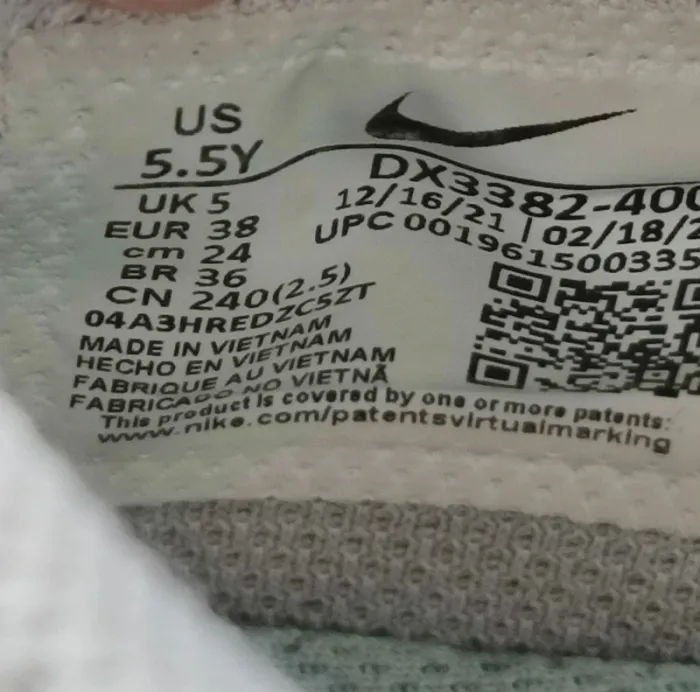 US
5.5Y
UK 5
EUR 38
cm 24
BR 36
CN 240(2.5)
04A3HREDZC5ZT
MADE IN VIETNAM
HECHO EN VIETNAM
FABRIQUE AU VIETNAM
FABRICADO NO VIETNÃ
This product is covered by one or more patents:
www.nike.com/patentsvirtualmarking
DX3382-400
12/16/21 | 02/18/2
UPC 001961500335